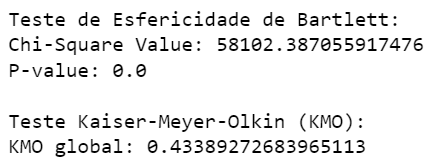 Teste de Esfericidade de Bartlett:
Chi-Square Value: 58102.387055917476
P-value: 0.0
Teste Kaiser-Meyer-Olkin (KMO):
KMO global: 0.43389272683965113